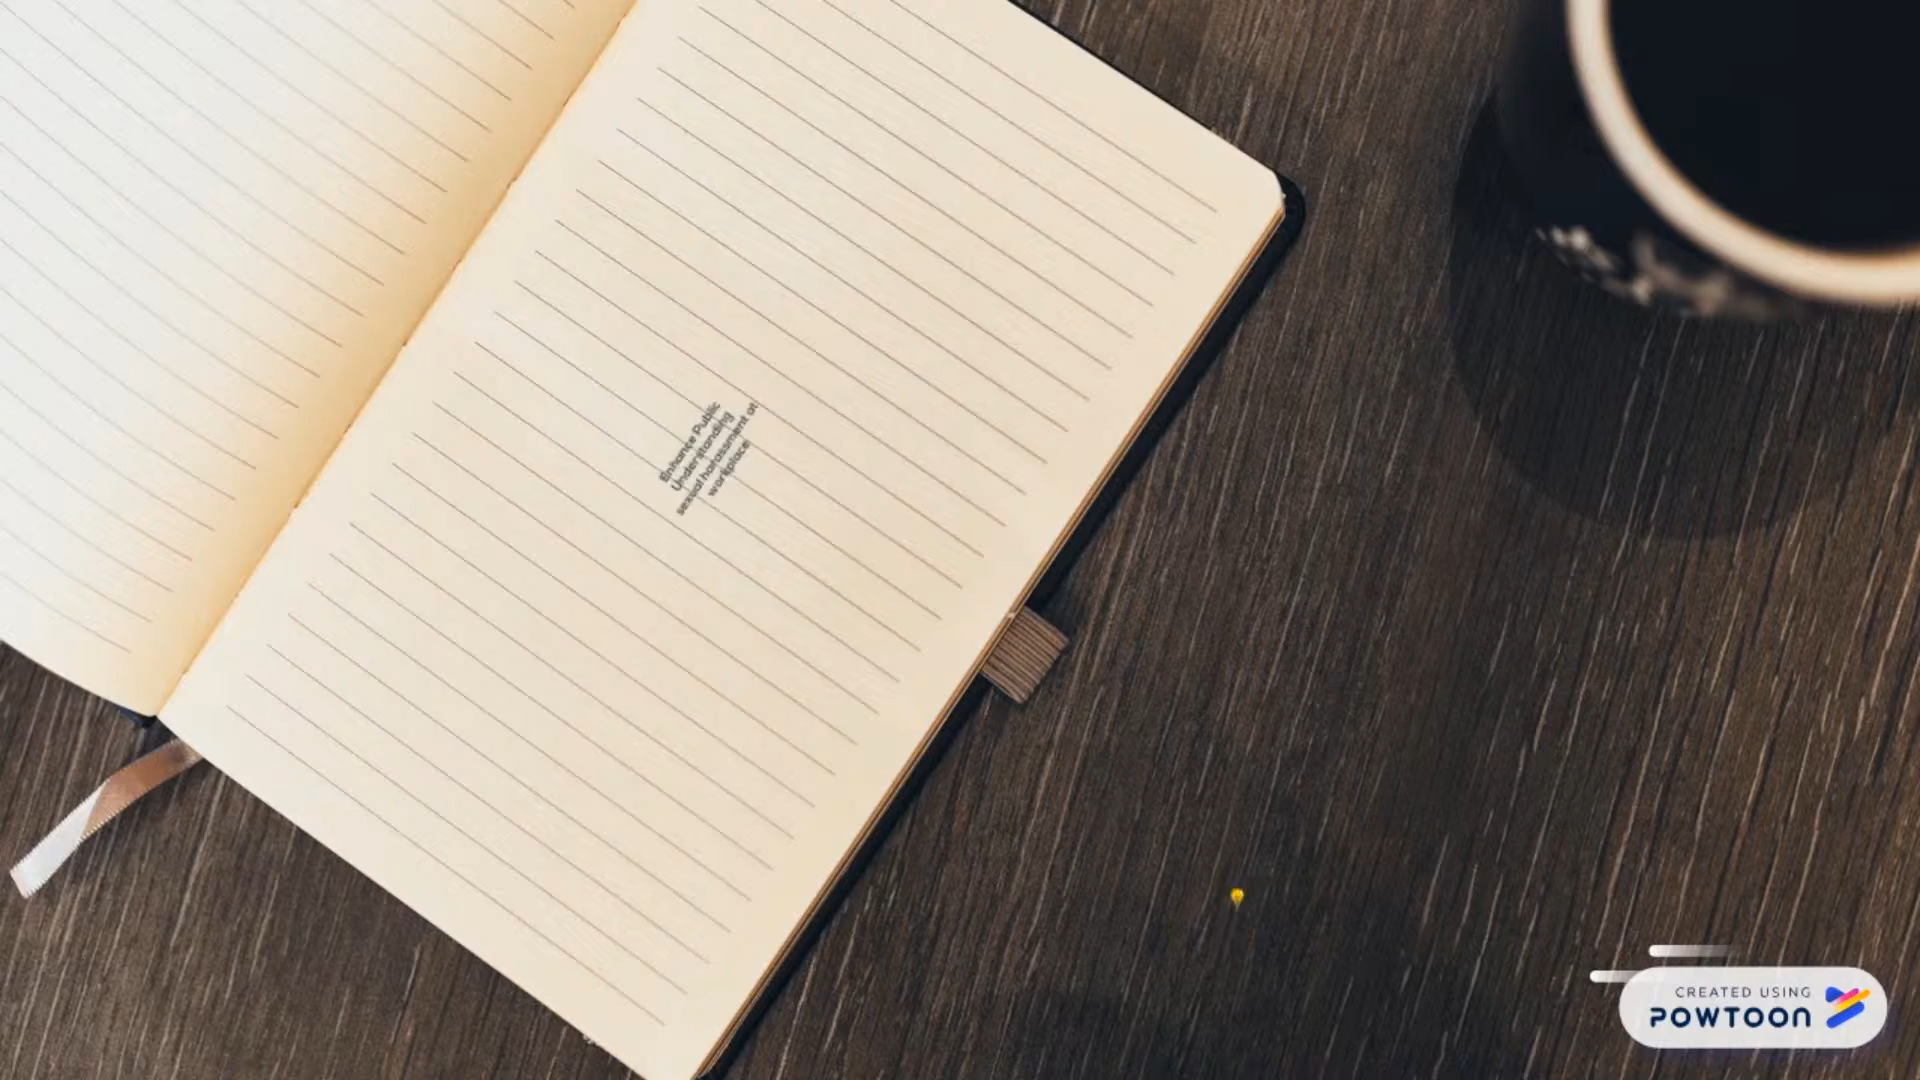 Enhance Public
Understanding
sexual harassment at
workplace
CREATED USING
POWTOON